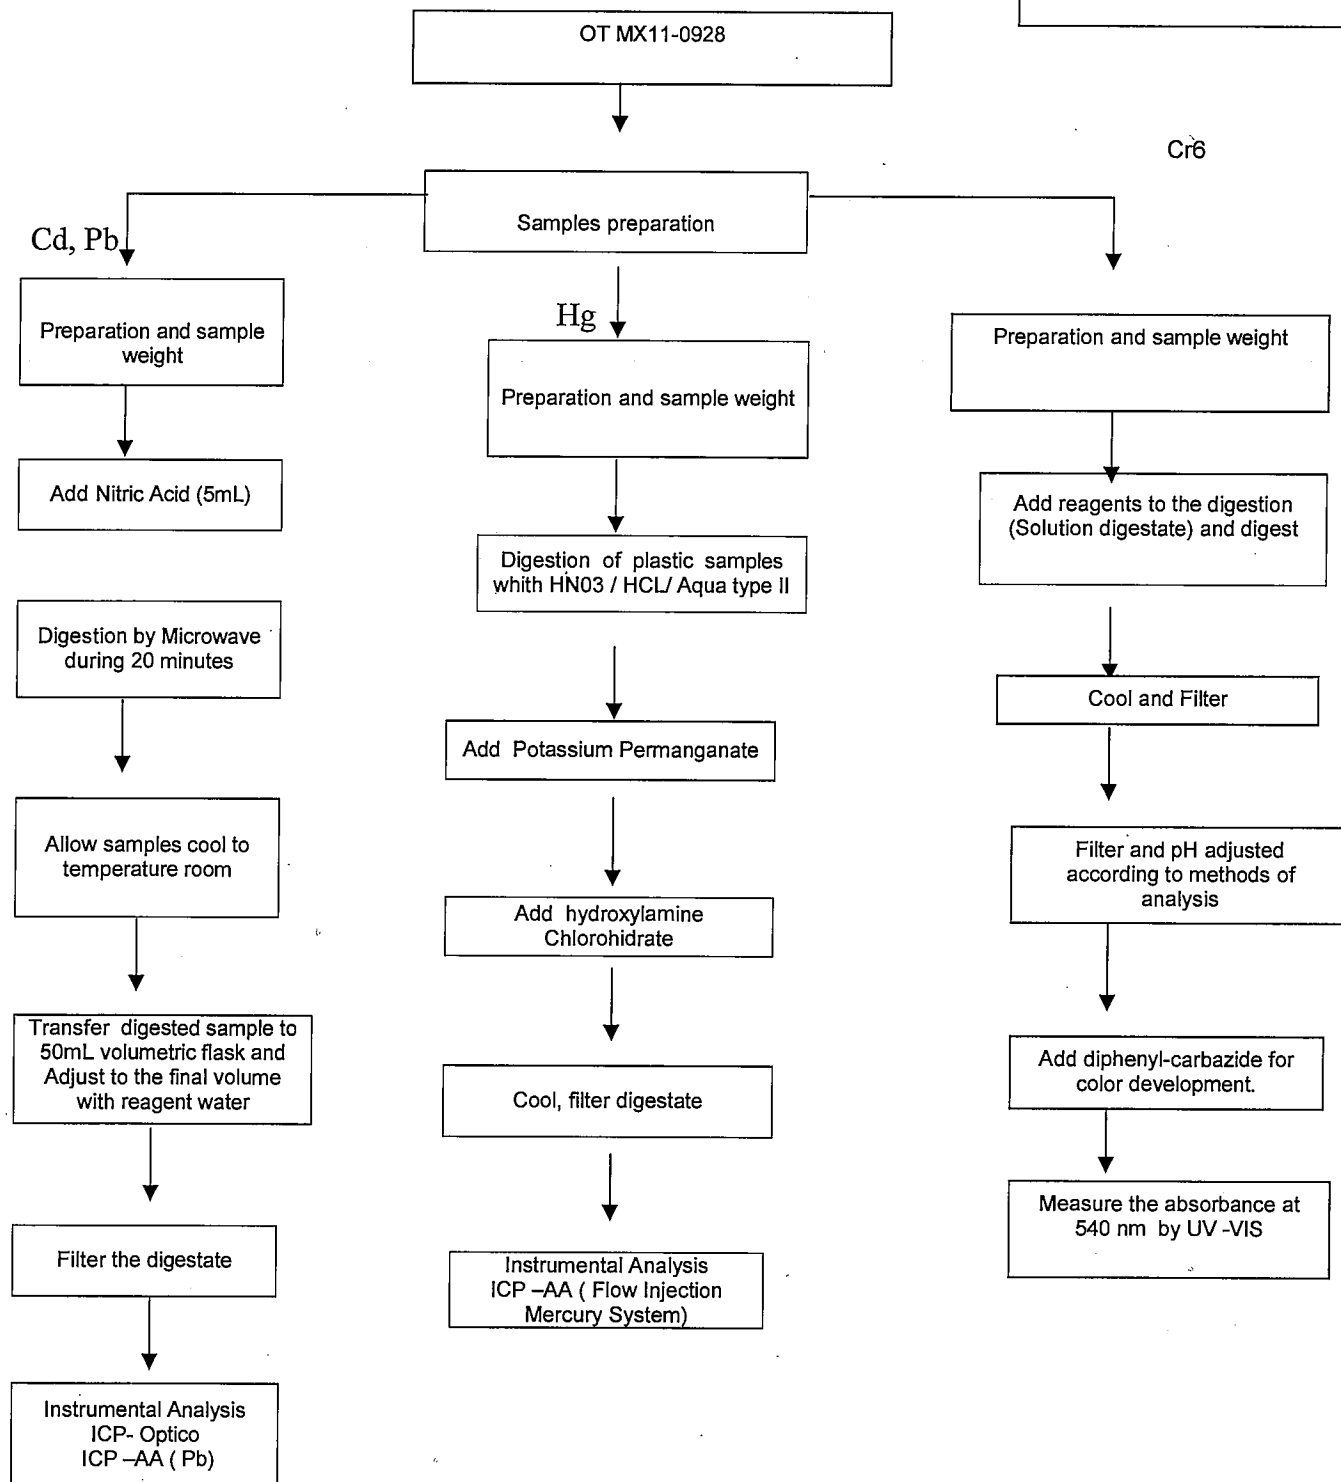 OT MX11-0928
Samples preparation
Cd, Pb
Preparation and sample
weight
Add Nitric Acid (5mL)
Digestion by Microwave
during 20 minutes
Allow samples cool to
temperature room
Transfer digested sample to
50mL volumetric flask and
Adjust to the final volume
with reagent water
Filter the digestate
Instrumental Analysis
ICP- Optico
ICP –AA ( Pb)
Hg
Preparation and sample weight
Digestion of plastic samples
whith HN03 / HCL/ Aqua type II
Add Potassium Permanganate
Add hydroxylamine
Chlorohidrate
Cool, filter digestate
Instrumental Analysis
ICP –AA ( Flow Injection
Mercury System)
Cr6
Preparation and sample weight
Add reagents to the digestion
(Solution digestate) and digest
Cool and Filter
Filter and pH adjusted
according to methods of
analysis
Add diphenyl-carbazide for
color development.
Measure the absorbance at
540 nm by UV -VIS